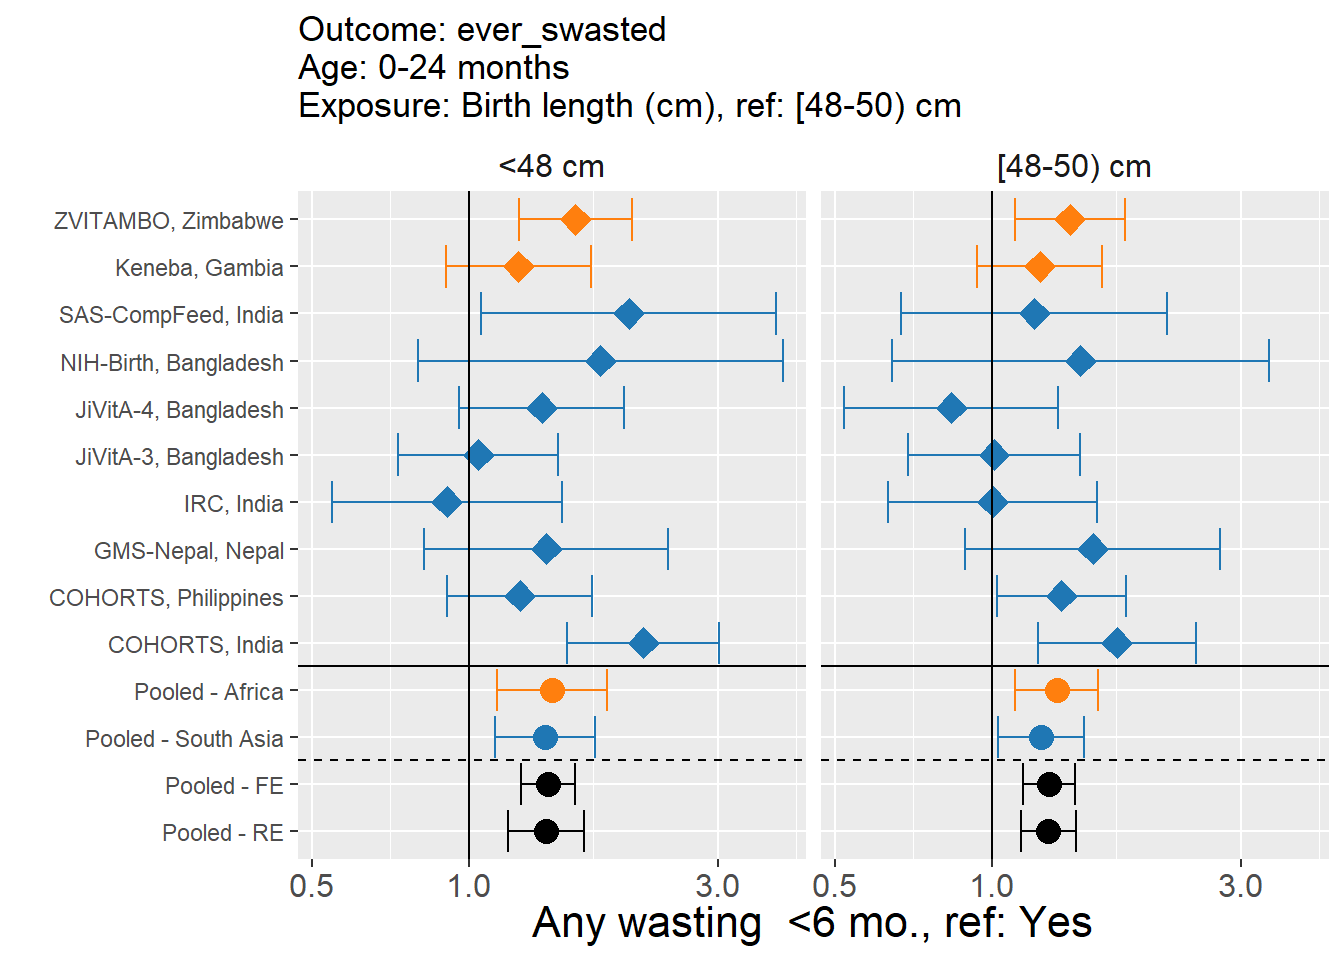 Outcome: ever_swasted
Age: 0-24 months
Exposure: Birth length (cm), ref: [48-50) cm
<48 cm
[48-50) cm
ZVITAMBO, Zimbabwe
Keneba, Gambia
SAS-CompFeed, India
NIH-Birth, Bangladesh
JiVitA-4, Bangladesh
JiVitA-3, Bangladesh
IRC, India
GMS-Nepal, Nepal
COHORTS, Philippines
COHORTS, India
Pooled - Africa
Pooled - South Asia
Pooled - FE
Pooled - RE
0.5 1.0 3.0 0.5 1.0 3.0
Any wasting  <6 mo., ref: Yes